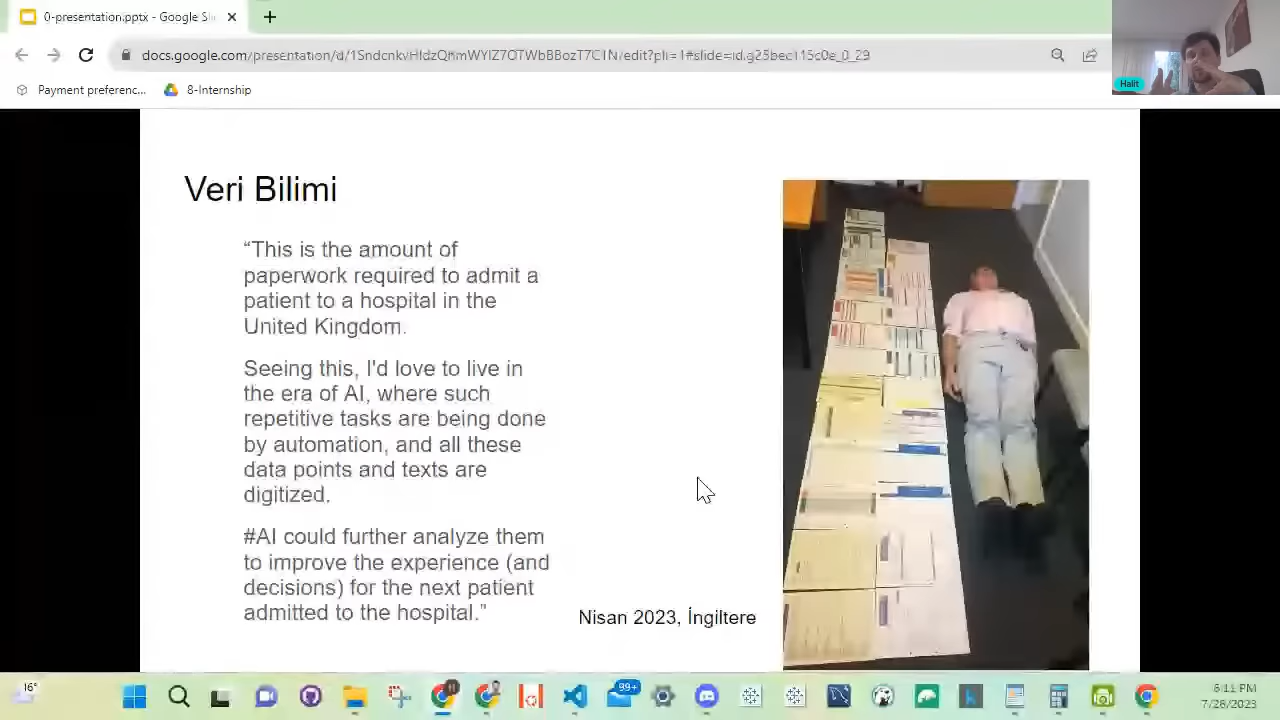 0-presentation.pptx - Google Sli
Payment preferenc...
8-Internship
Halit
Veri Bilimi
“This is the amount of
paperwork required to admit a
patient to a hospital in the
United Kingdom.
Seeing this, I'd love to live in
the era of AI, where such
repetitive tasks are being done
by automation, and all these
data points and texts are
digitized.
#AI could further analyze them
to improve the experience (and
decisions) for the next patient
admitted to the hospital.”
Nisan 2023, İngiltere
16°
99+
6:11 PM